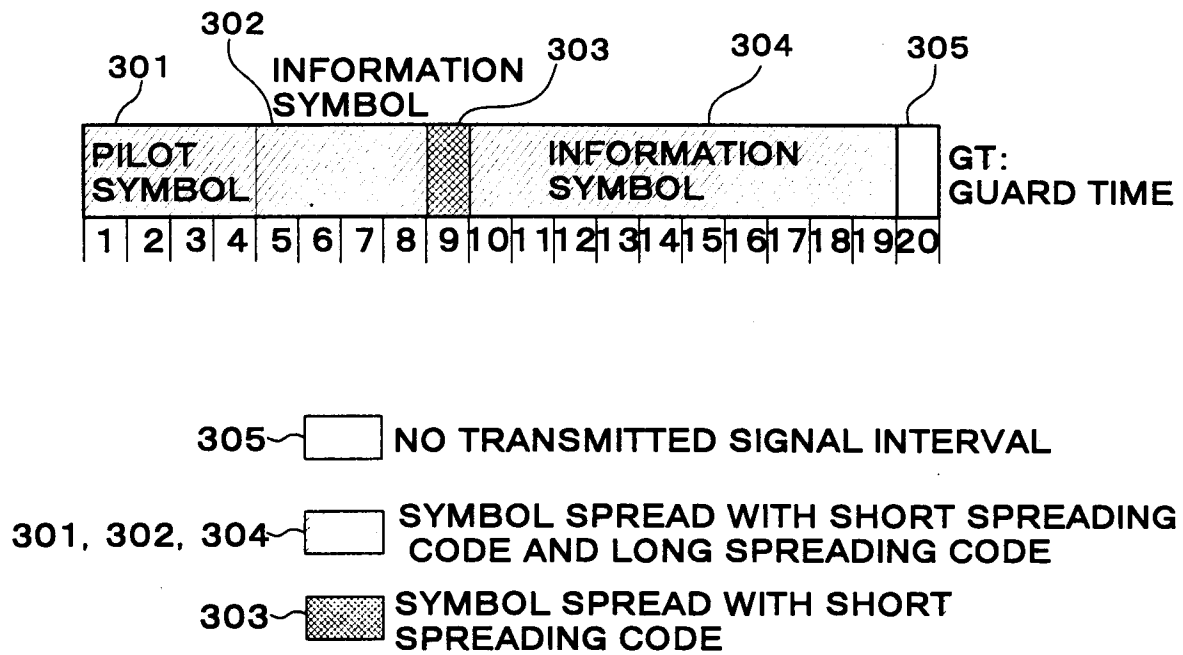 301
302
INFORMATION
SYMBOL
303
304
305
PILOT
SYMBOL
INFORMATION
SYMBOL
GT:
GUARD TIME
1 2 3 4 5 6 7 8 9 10 11 12 13 14 15 16 17 18 19 20
305 NO TRANSMITTED SIGNAL INTERVAL
301, 302, 304 SYMBOL SPREAD WITH SHORT SPREADING
CODE AND LONG SPREADING CODE
303 SYMBOL SPREAD WITH SHORT
SPREADING CODE